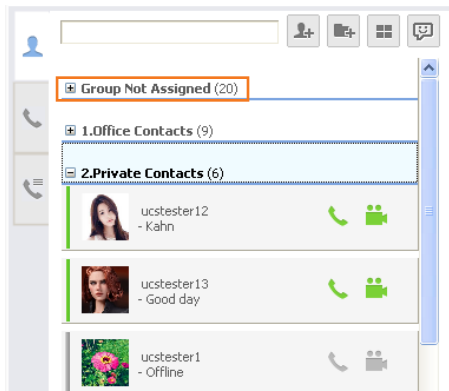 Group Not Assigned (20)
1.Office Contacts (9)
2.Private Contacts (6)
ucstester12
- Kahn
ucstester13
- Good day
ucstester1
- Offline